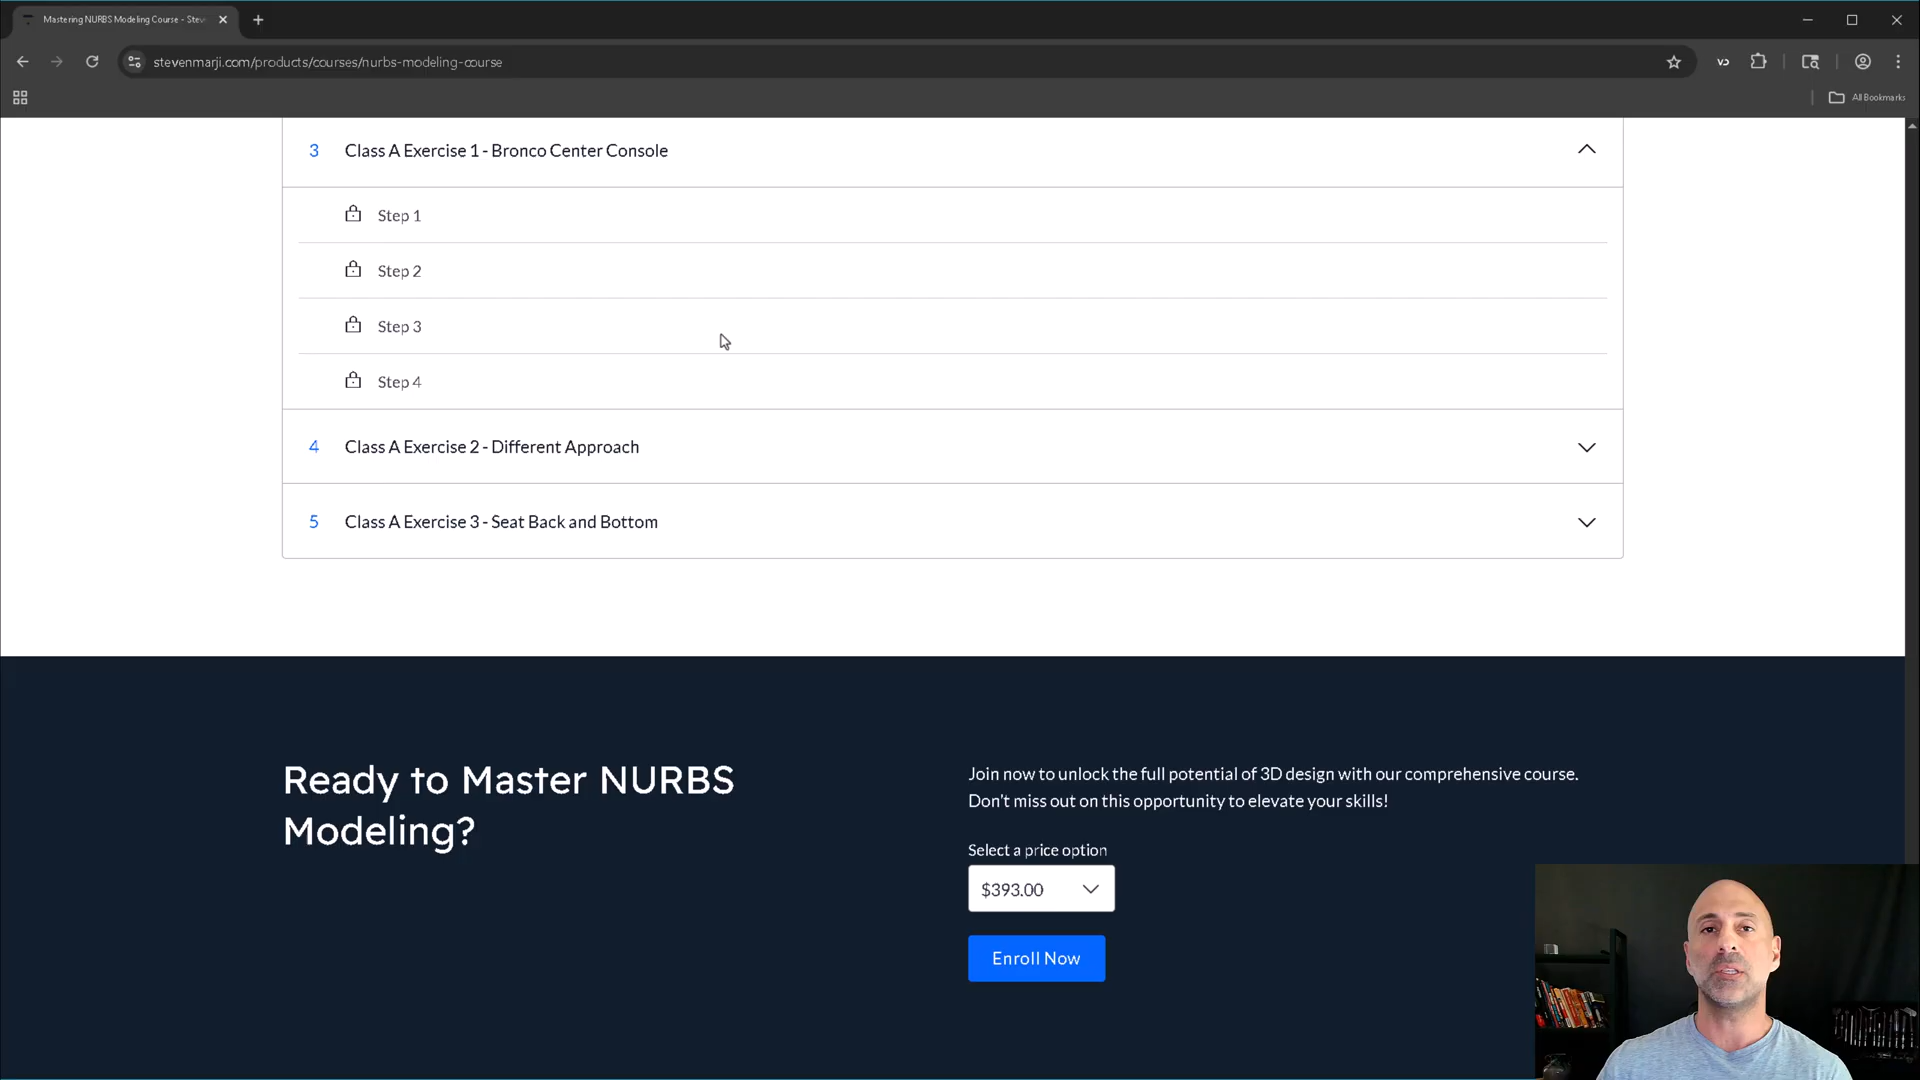 Mastering NURBS Modeling Course - Stev
stevenmarji.com/products/courses/nurbs-modeling-course
All Bookmarks
3 Class A Exercise 1 - Bronco Center Console
Step 1
Step 2
Step 3
Step 4
4 Class A Exercise 2 - Different Approach
5 Class A Exercise 3 - Seat Back and Bottom
Ready to Master NURBS
Modeling?
Join now to unlock the full potential of 3D design with our comprehensive course.
Don't miss out on this opportunity to elevate your skills!
Select a price option
$393.00
Enroll Now